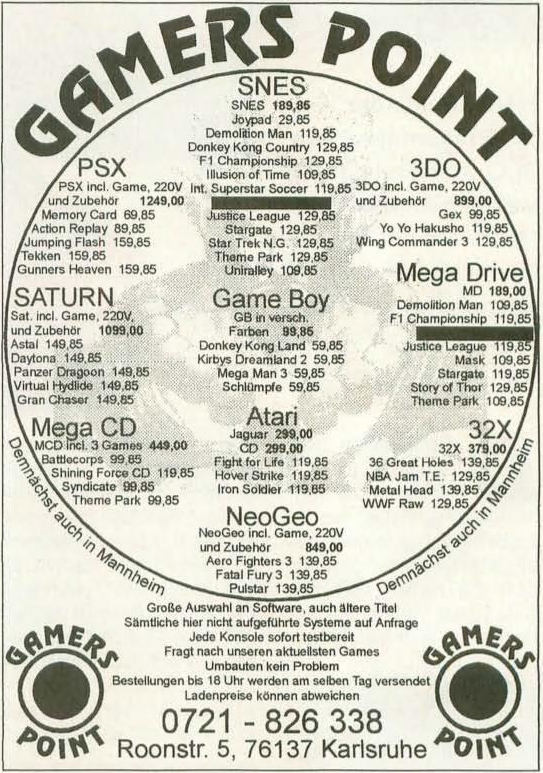 GAMERS POINT
SNES
SNES 189,85
Joypad 29,85
Demolition Man 119,85
Donkey Kong Country 129,85
F1 Championship 129,85
Illusion of Time 109,85
Int. Superstar Soccer 119,85
Justice League 129,85
Stargate 129,85
Star Trek N.G. 129,85
Theme Park 129,85
Uniralley 109,85
PSX
PSX incl. Game, 220V
und Zubehör 1249,00
Memory Card 69,85
Action Replay 89,85
Jumping Flash 159,85
Tekken 159,85
Gunners Heaven 159,85
3DO
3DO incl. Game, 220V
und Zubehör 899,00
Gex 99,85
Yo Yo Hakusho 119,85
Wing Commander 3 129,85
SATURN
Sat. incl. Game, 220V,
und Zubehör 1099,00
Astal 149,85
Daytona 149,85
Panzer Dragoon 149,85
Virtual Hydlide 149,85
Gran Chaser 149,85
Game Boy
GB in versch.
Farben 99,85
Donkey Kong Land 59,85
Kirbys Dreamland 2 59,85
Mega Man 3 59,85
Schlümpfe 59,85
Mega Drive
MD 189,00
Demolition Man 109,85
F1 Championship 119,85
Justice League 119,85
Mask 109,85
Stargate 119,85
Story of Thor 129,85
Theme Park 109,85
Mega CD
MCD incl. 3 Games 449,00
Battlecorps 99,85
Shining Force CD 119,85
Syndicate 99,85
Theme Park 99,85
Atari
Jaguar 299,00
CD 299,00
Fight for Life 119,85
Hover Strike 119,85
Iron Soldier 119,85
32X
32X 379,00
36 Great Holes 139,85
NBA Jam T.E. 129,85
Metal Head 139,85
WWF Raw 129,85
NeoGeo
NeoGeo incl. Game, 220V
und Zubehör 849,00
Aero Fighters 3 139,85
Fatal Fury 3 139,85
Pulstar 139,85
Demnächst auch in Mannheim
Demnächst auch in Mannheim
Große Auswahl an Software, auch ältere Titel
Sämtliche hier nicht aufgeführte Systeme auf Anfrage
Jede Konsole sofort testbereit
Fragt nach unseren aktuellsten Games
Umbauten kein Problem
Bestellungen bis 18 Uhr werden am selben Tag versendet
Ladenpreise können abweichen
0721 - 826 338
Roonstr. 5, 76137 Karlsruhe
GAMERS POINT
GAMERS POINT